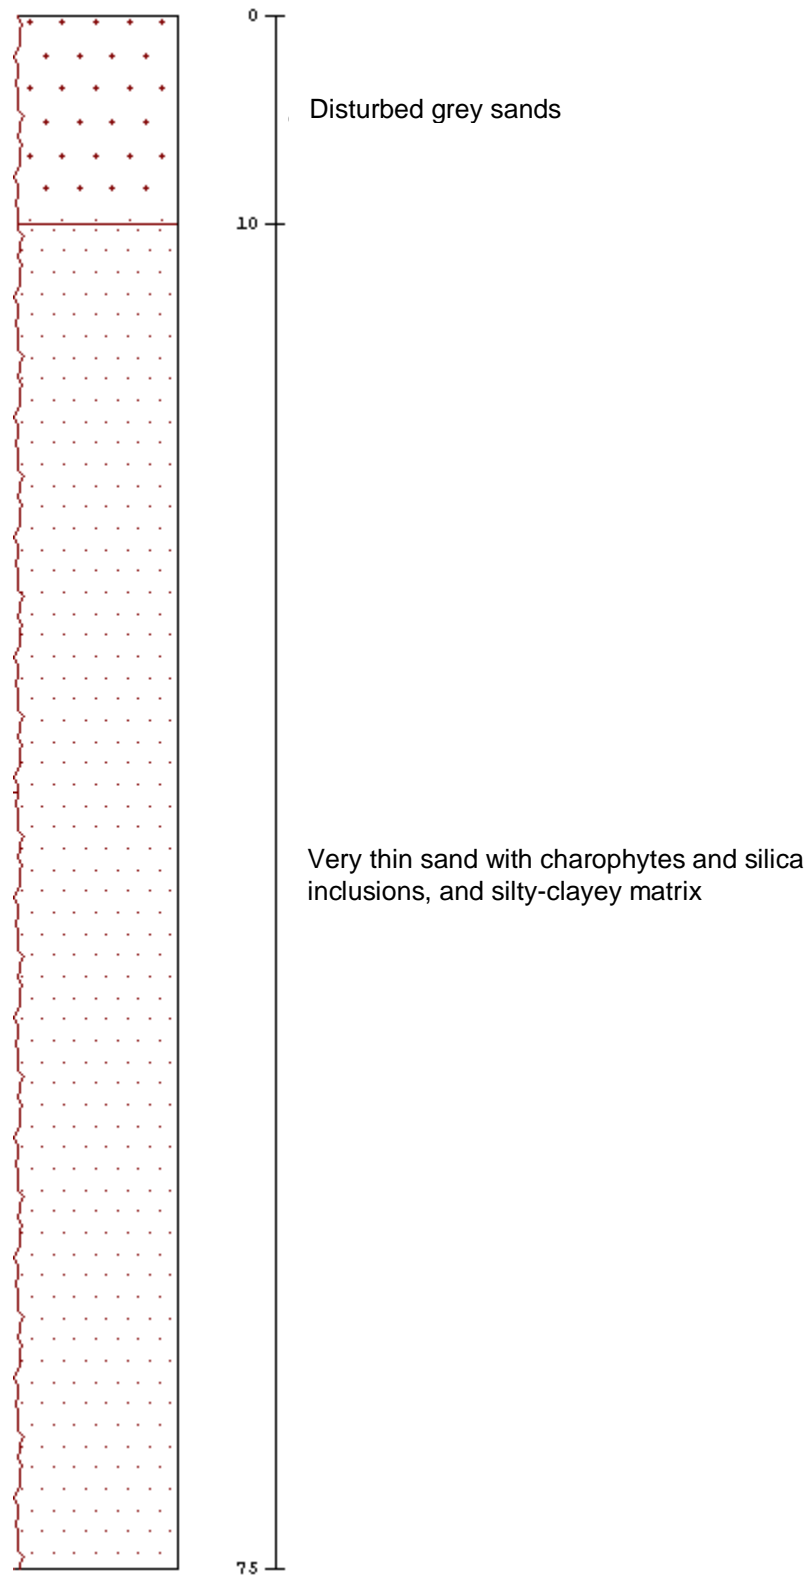 0
Disturbed grey sands
10
Very thin sand with charophytes and silica
inclusions, and silty-clayey matrix
75